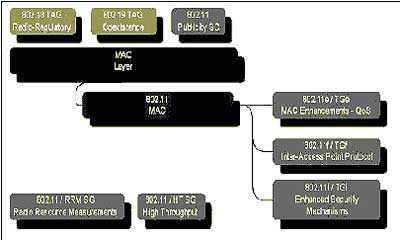 802.18 TAG -
Radio-Regulatory
802.19 TAG
Coexistence
802.11
Publicity SC
MAC
Layer
802.11
MAC
802.11e / TGe
MAC Enhancements - QoS
802.11f / TGf
Inter-Access Point Protocol
802.11i / TGi
Enhanced Security
Mechanisms
802.11 / RRM SG
Radio Resource Measurements
802.11 / HT SG
High Throughput